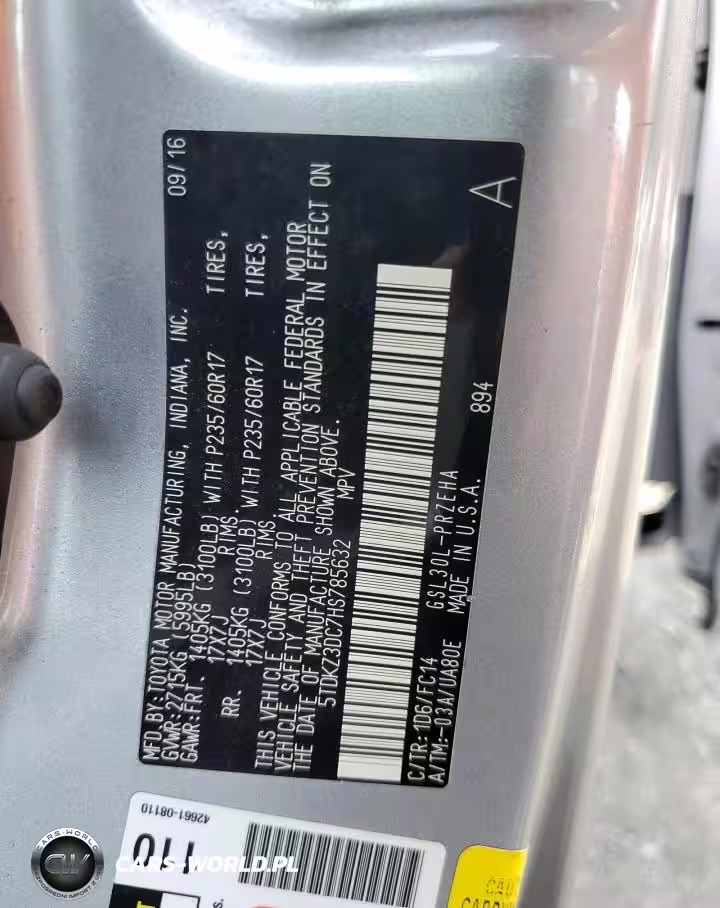 MFD.BY:TOYOTA MOTOR MANUFACTURING, INDIANA, INC. 09/16
GVWR:2715KG (5995LB)
GAWR:FRT. 1405KG (3100LB) WITH P235/60R17 TIRES,
17X7J RIMS.
RR. 1405KG (3100LB) WITH P235/60R17 TIRES,
17X7J RIMS.
THIS VEHICLE CONFORMS TO ALL APPLICABLE FEDERAL MOTOR
VEHICLE SAFETY AND THEFT PREVENTION STANDARDS IN EFFECT ON
THE DATE OF MANUFACTURE SHOWN ABOVE.
5TDKZ3DC7HS785632 MPV
C/TR:1D6/FC14 GSL30L-PRZEHA
A/TM:-03A/UA80E MADE IN U.S.A. 894
A
42661-08110
110
CARS-WORLD
CW
CARS-WORLD.PL